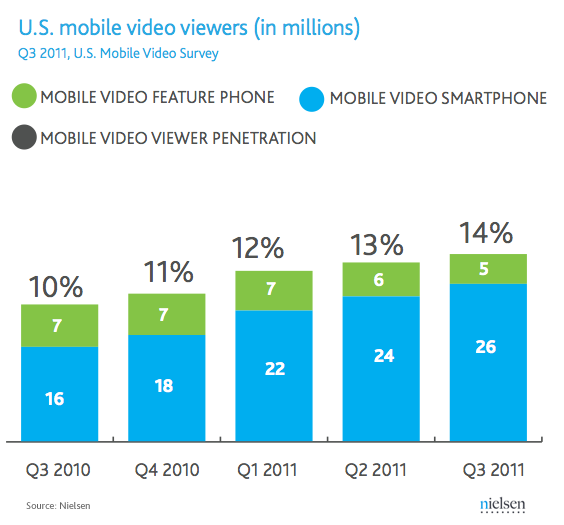 U.S. mobile video viewers (in millions)
Q3 2011, U.S. Mobile Video Survey
MOBILE VIDEO FEATURE PHONE MOBILE VIDEO SMARTPHONE
MOBILE VIDEO VIEWER PENETRATION
10% 11% 12% 13% 14%
7 7 7 6 5
16 18 22 24 26
Q3 2010 Q4 2010 Q1 2011 Q2 2011 Q3 2011
Source: Nielsen nielsen